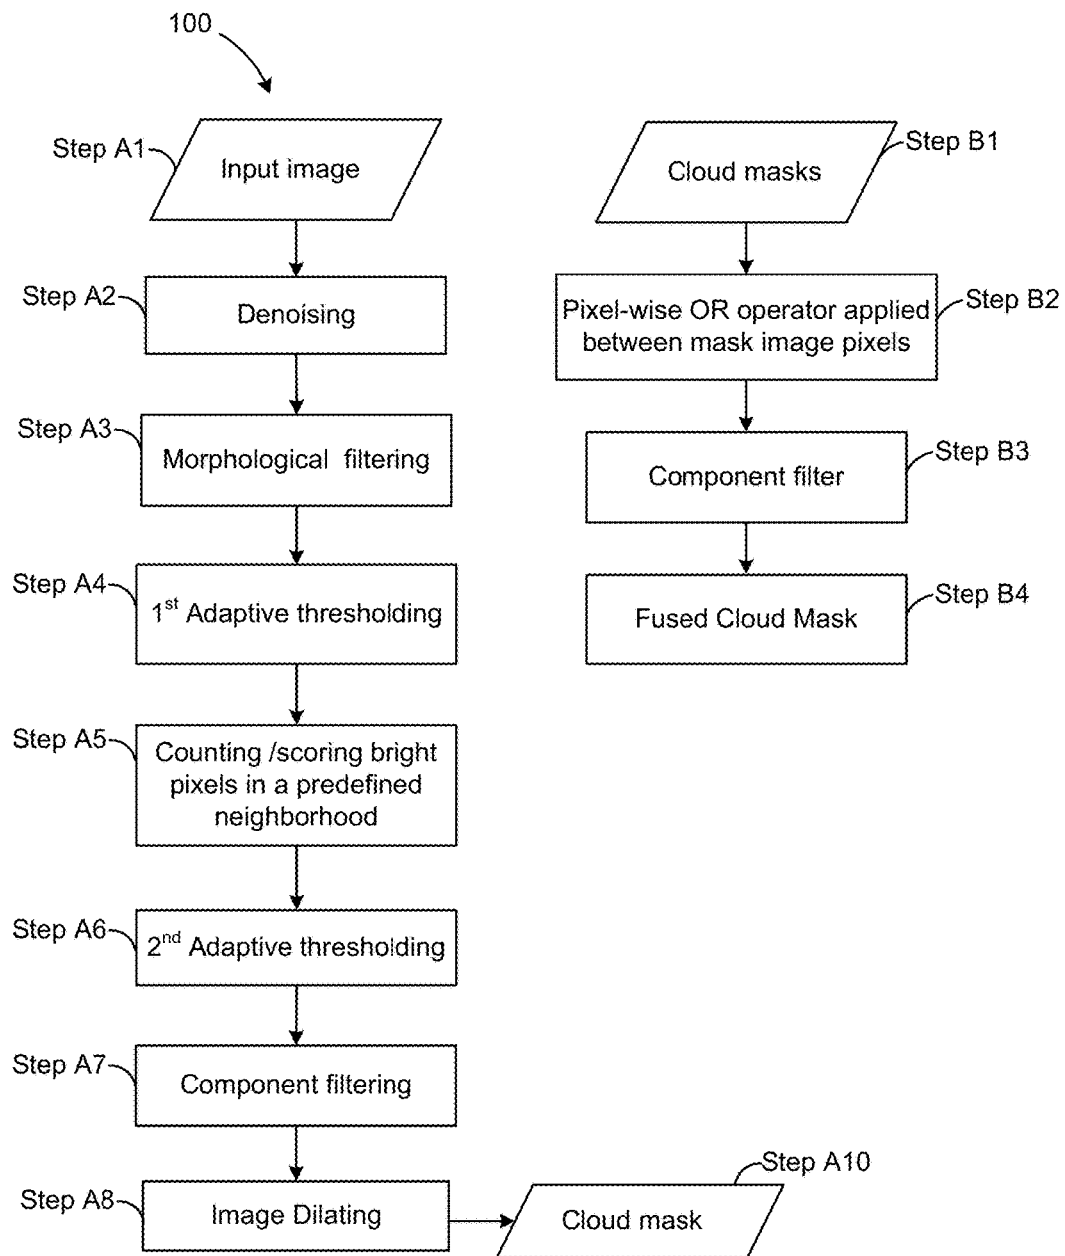 100
Step A1
Input image
Step A2
Denoising
Step A3
Morphological filtering
Step A4
1st Adaptive thresholding
Step A5
Counting /scoring bright
pixels in a predefined
neighborhood
Step A6
2nd Adaptive thresholding
Step A7
Component filtering
Step A8
Image Dilating
Step A10
Cloud mask
Step B1
Cloud masks
Step B2
Pixel-wise OR operator applied
between mask image pixels
Step B3
Component filter
Step B4
Fused Cloud Mask